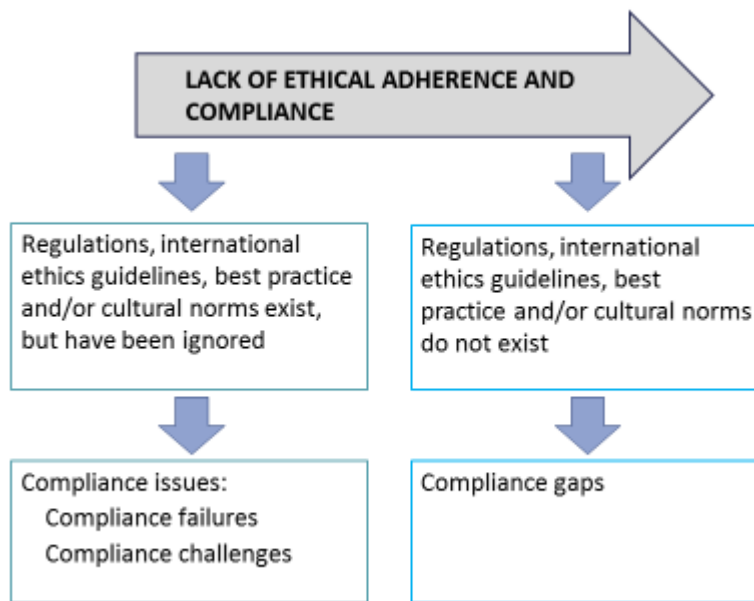 LACK OF ETHICAL ADHERENCE AND
COMPLIANCE
Regulations, international
ethics guidelines, best practice
and/or cultural norms exist,
but have been ignored
Regulations, international
ethics guidelines, best
practice and/or cultural norms
do not exist
Compliance issues:
Compliance failures
Compliance challenges
Compliance gaps